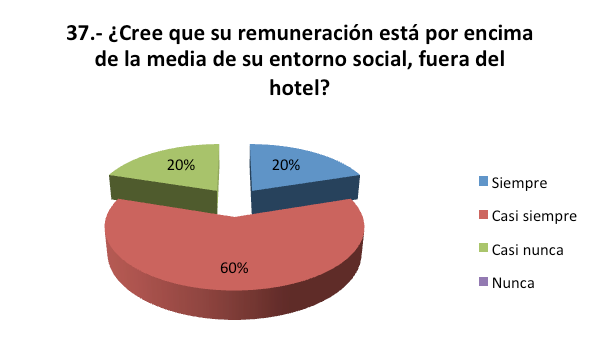 37.- ¿Cree que su remuneración está por encima
de la media de su entorno social, fuera del
hotel?
20%
20%
Siempre
Casi siempre
Casi nunca
60%
Nunca